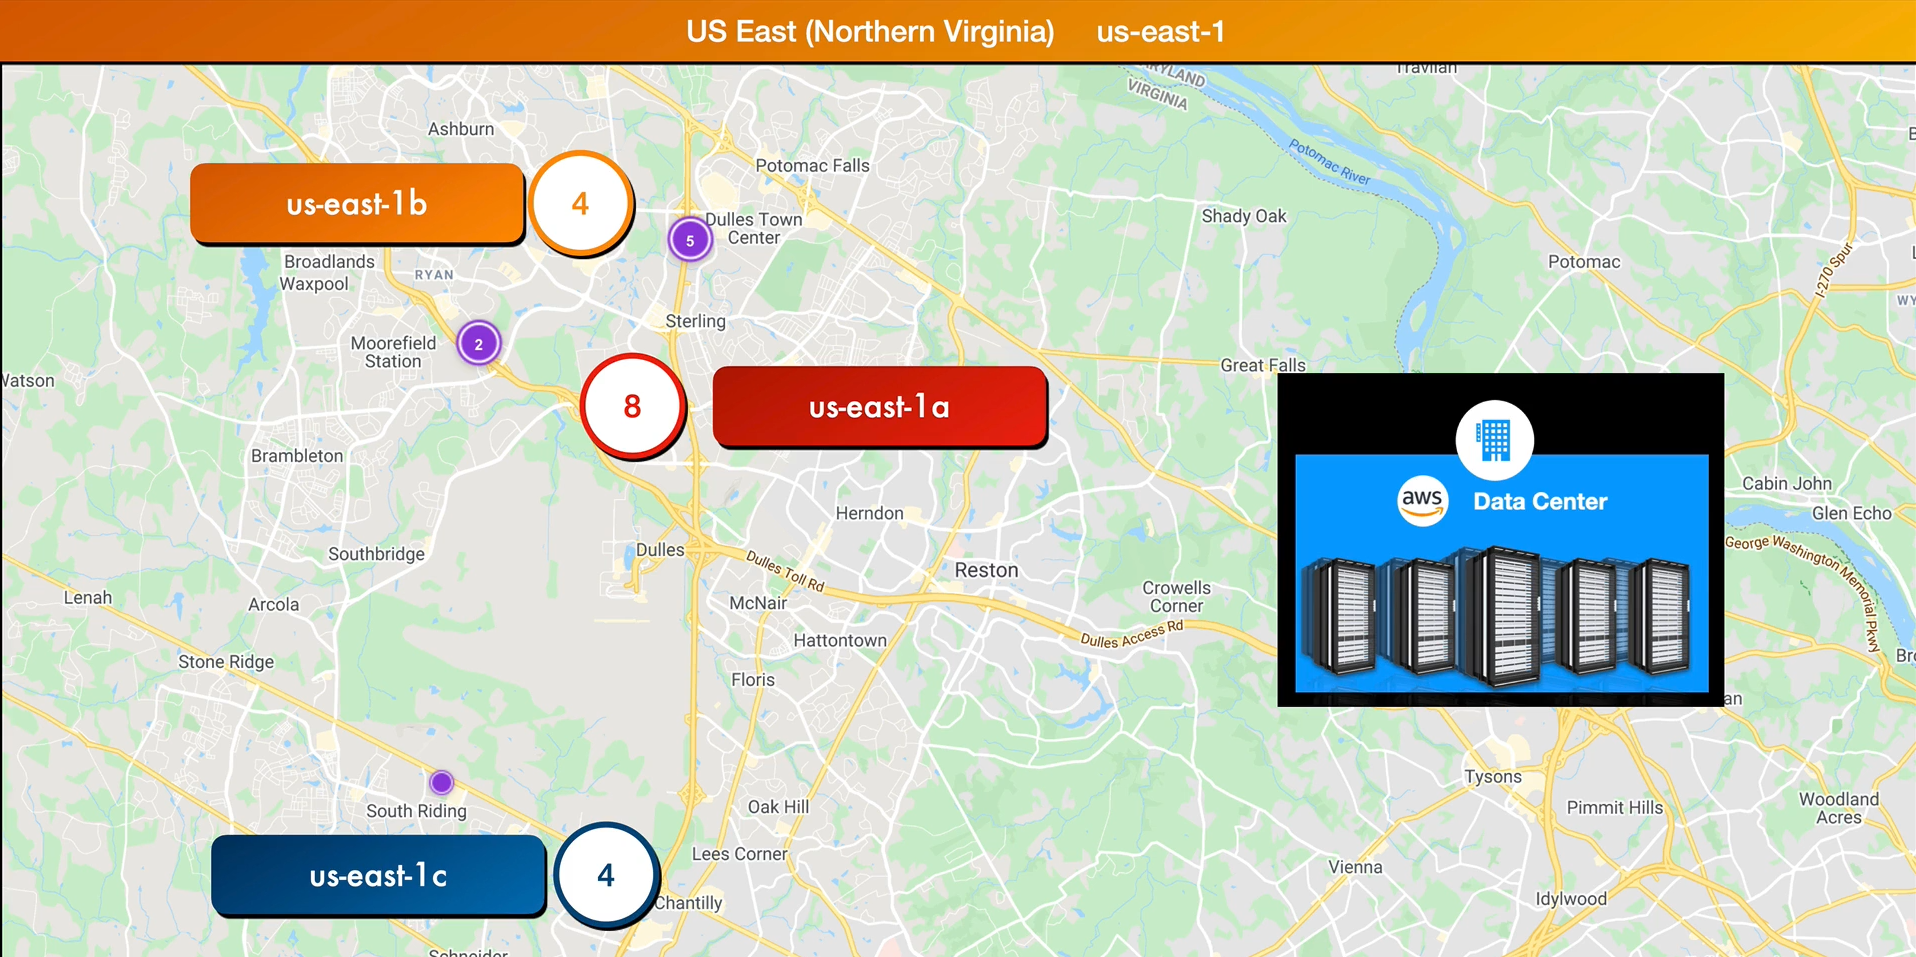 US East (Northern Virginia) us-east-1
Travilah
MARYLAND
VIRGINIA
Ashburn
Potomac River
Potomac Falls
us-east-1b
4
5
Dulles Town
Center
Shady Oak
Broadlands
Waxpool
RYAN
Potomac
I-270 Spur
WY
Sterling
Moorefield
Station
2
Great Falls
Watson
8
us-east-1a
Brambleton
Cabin John
aws
Data Center
Herndon
Glen Echo
Southbridge
Dulles
Dulles Toll Rd
Reston
George Washington Memorial Pkwy
Lenah
Arcola
McNair
Crowells
Corner
Hattontown
Dulles Access Rd
Stone Ridge
Floris
Bre
an
South Riding
Oak Hill
Tysons
Pimmit Hills
Woodland
Acres
us-east-1c
4
Lees Corner
Vienna
Chantilly
Idylwood
Schneider